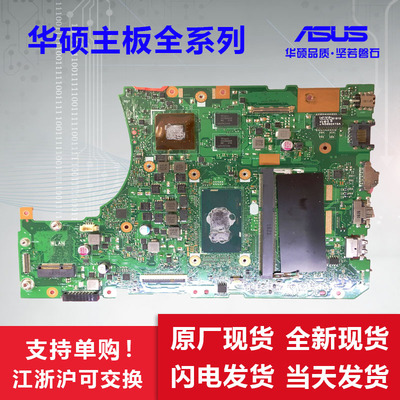 华硕主板全系列
ASUS
华硕品质·坚若磐石
WLAN
支持单购！
江浙沪可交换
原厂现货 全新现货
闪电发货 当天发货